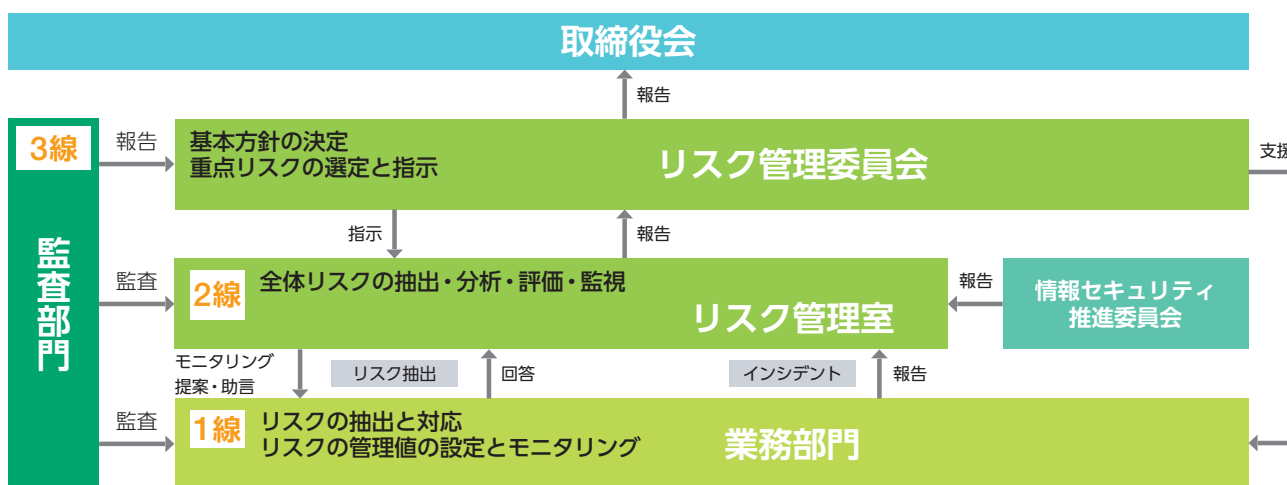 取締役会
報告
3線
報告
基本方針の決定
重点リスクの選定と指示
リスク管理委員会
支援
指示
報告
監査部門
監査
2線
全体リスクの抽出・分析・評価・監視
リスク管理室
報告
情報セキュリティ
推進委員会
モニタリング
提案・助言
リスク抽出
回答
インシデント
報告
監査
1線
リスクの抽出と対応
リスクの管理値の設定とモニタリング
業務部門